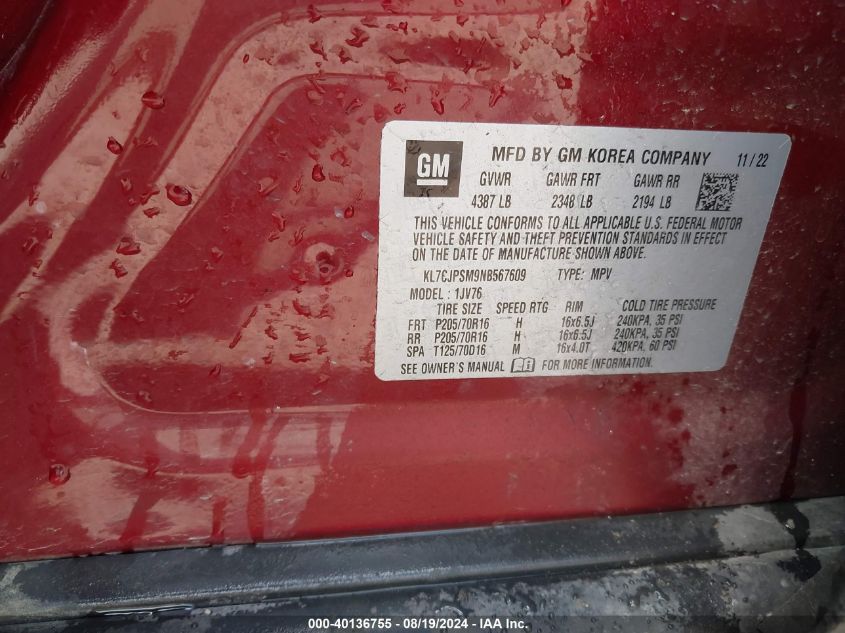 GM
MFD BY GM KOREA COMPANY 11/22
GVWR GAWR FRT GAWR RR
4387 LB 2348 LB 2194 LB
THIS VEHICLE CONFORMS TO ALL APPLICABLE U.S. FEDERAL MOTOR
VEHICLE SAFETY AND THEFT PREVENTION STANDARDS IN EFFECT
ON THE DATE OF MANUFACTURE SHOWN ABOVE.
KL7CJPSM9NB567609 TYPE: MPV
MODEL : 1JV76
TIRE SIZE SPEED RTG RIM COLD TIRE PRESSURE
FRT P205/70R16 H 16x6.5J 240KPA, 35 PSI
RR P205/70R16 H 16x6.5J 240KPA, 35 PSI
SPA T125/70D16 M 16x4.0T 420KPA, 60 PSI
SEE OWNER'S MANUAL FOR MORE INFORMATION.
000-40136755 - 08/19/2024 - IAA Inc.